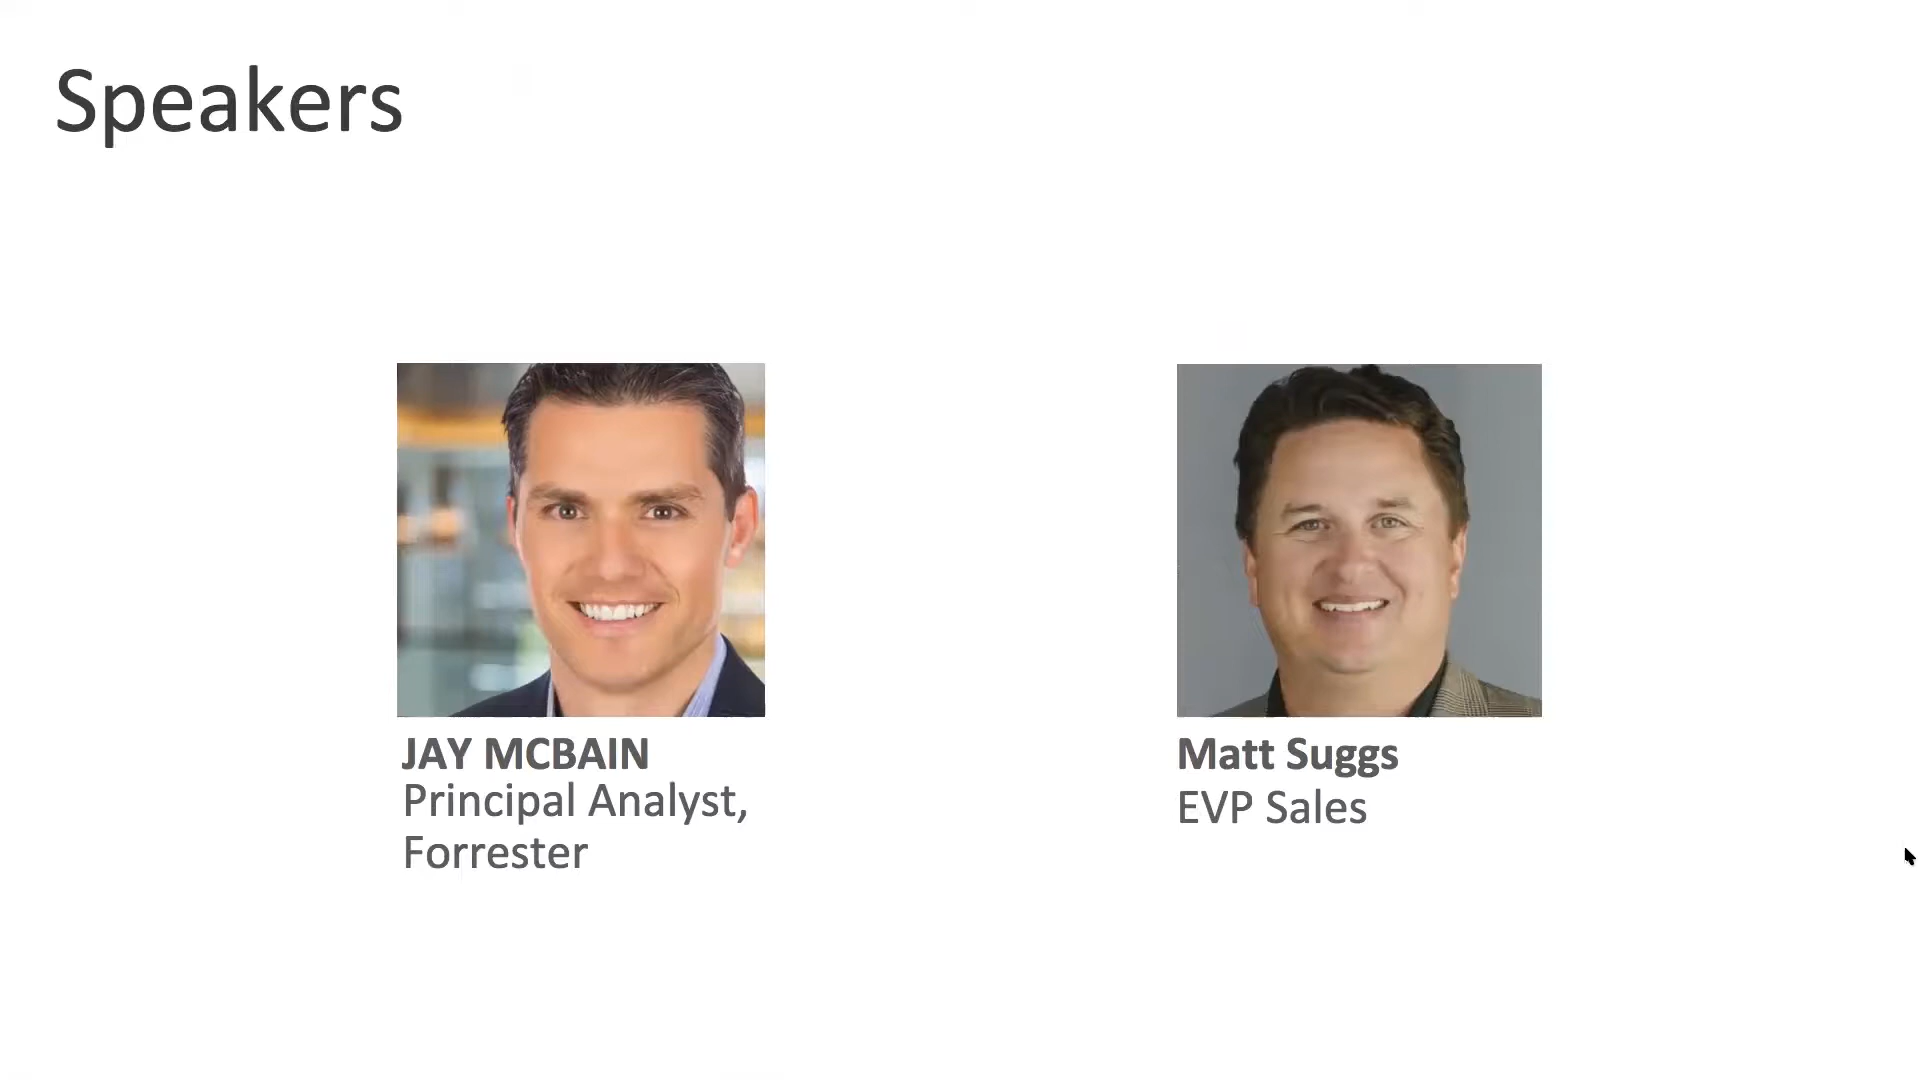 Speakers
JAY MCBAIN
Principal Analyst,
Forrester
Matt Suggs
EVP Sales